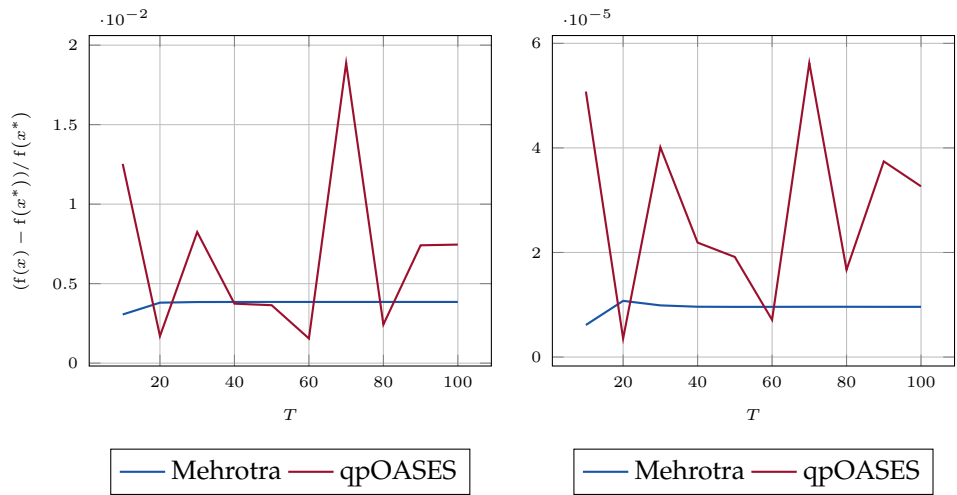 ·10⁻²
2
1.5
1
0.5
0
(f(x) − f(x*))/ f(x*)
20 40 60 80 100
T
Mehrotra qpOASES
·10⁻⁵
6
4
2
0
20 40 60 80 100
T
Mehrotra qpOASES